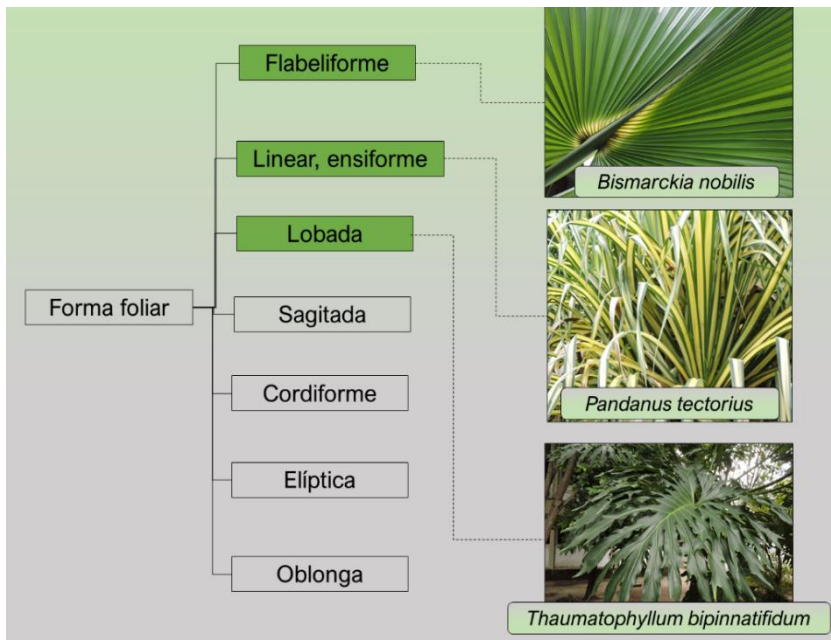 Flabeliforme
Bismarckia nobilis
Linear, ensiforme
Lobada
Forma foliar
Sagitada
Cordiforme
Pandanus tectorius
Elíptica
Oblonga
Thaumatophyllum bipinnatifidum